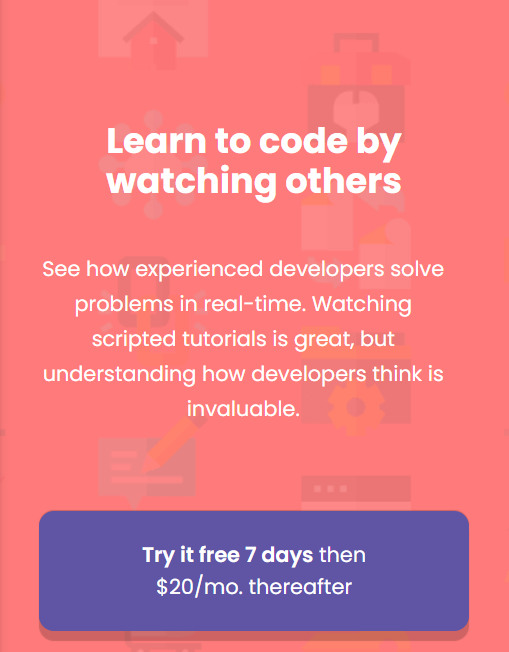 Learn to code by
watching others
See how experienced developers solve
problems in real-time. Watching
scripted tutorials is great, but
understanding how developers think is
invaluable.
Try it free 7 days then
$20/mo. thereafter